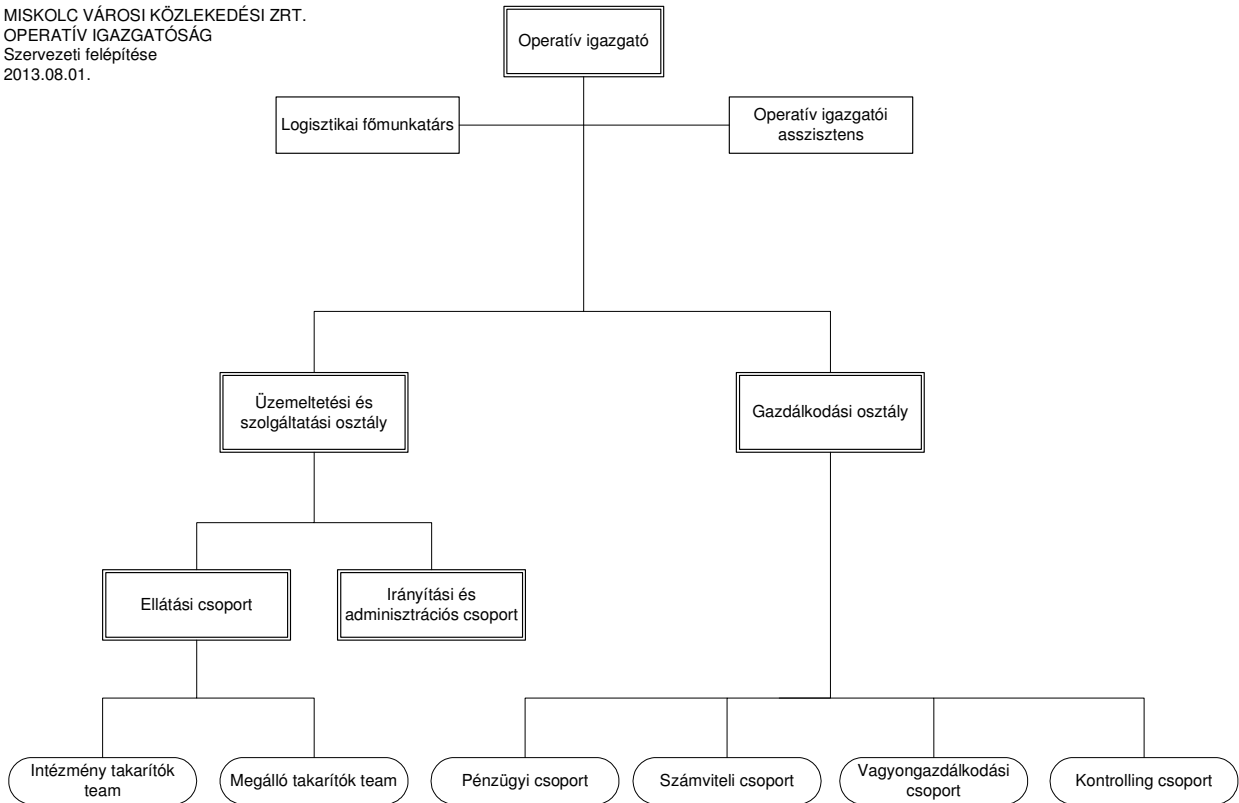 MISKOLC VÁROSI KÖZLEKEDÉSI ZRT.
OPERATÍV IGAZGATÓSÁG
Szervezeti felépítése
2013.08.01.
Operatív igazgató
Logisztikai főmunkatárs
Operatív igazgatói
asszisztens
Üzemeltetési és
szolgáltatási osztály
Gazdálkodási osztály
Ellátási csoport
Irányítási és
adminisztrációs csoport
Intézmény takarítók
team
Megálló takarítók team
Pénzügyi csoport
Számviteli csoport
Vagyongazdálkodási
csoport
Kontrolling csoport